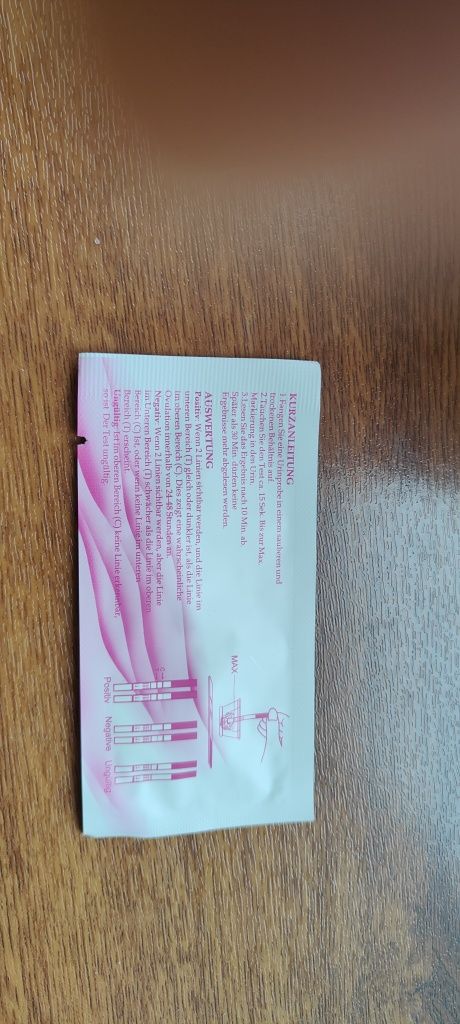 KURZANLEITUNG
1. Fangen Sie Ihre Urinprobe in einem sauberen und
trockenen Behältnis auf.
2. Tauchen Sie den Test ca. 15 Sek. Bis zur Max.
Markierung in den Urin.
3. Lesen Sie das Ergebnis nach 10 Min. ab
Später als 30 Min. dürfen keine
Ergebnisse mehr abgelesen werden.
AUSWERTUNG
Positiv: Wenn 2 Linien sichtbar werden, und die Linie im
unteren Bereich (T) gleich oder dunkler ist, als die Linie
im oberen Bereich (C). Dies zeigt eine wahrscheinliche
Ovulation innerhalb von 24-48 Stunden an.
Negativ: Wenn 2 Linien sichtbar werden, aber die Linie
im Unteren Bereich (T) schwächer als die Linie im oberen
Bereich (C) Ist, oder wenn keine Linie im unteren
Bereich (T) erscheint.
Ungültig: Ist im oberen Bereich (C) keine Linie erkennbar,
so ist Der Test ungültig.
MAX
C
T
Positiv Negative Ungültig